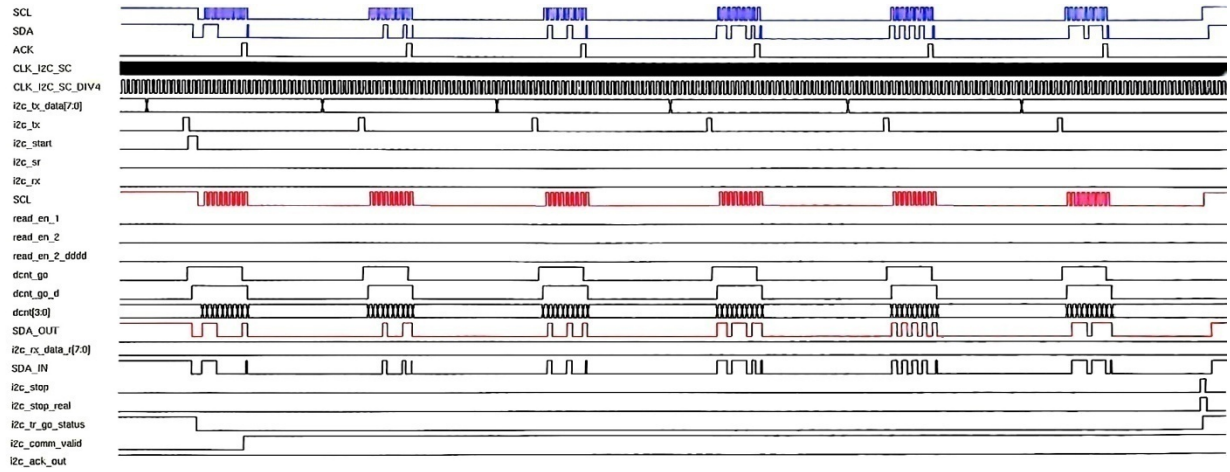 SCL
SDA
ACK
CLK_I2C_SC
CLK_I2C_SC_DIV4
i2c_tx_data[7:0]
i2c_tx
i2c_start
i2c_sr
i2c_rx
SCL
read_en_1
read_en_2
read_en_2_dddd
dcnt_go
dcnt_go_d
dcnt[3:0]
SDA_OUT
i2c_rx_data_r[7:0]
SDA_IN
i2c_stop
i2c_stop_real
i2c_tr_go_status
i2c_comm_valid
i2c_ack_out